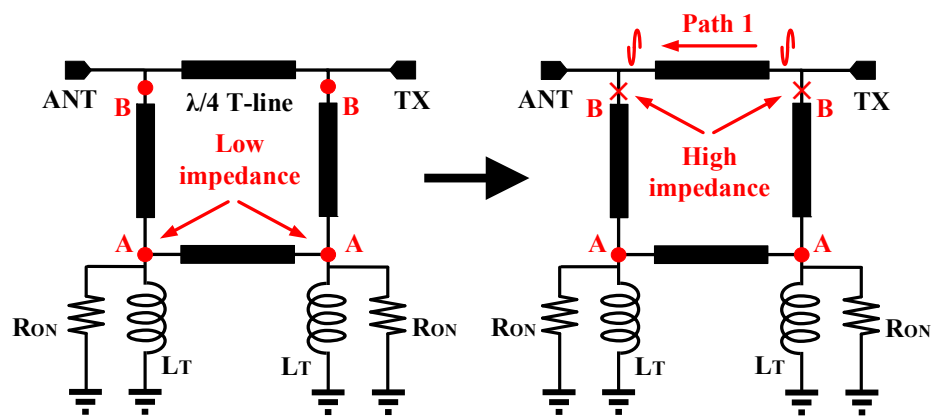 Path 1
ANT
B
λ/4 T-line
B
TX
ANT
B
B
TX
Low
impedance
High
impedance
A
A
A
A
RON
LT
LT
RON
RON
LT
LT
RON